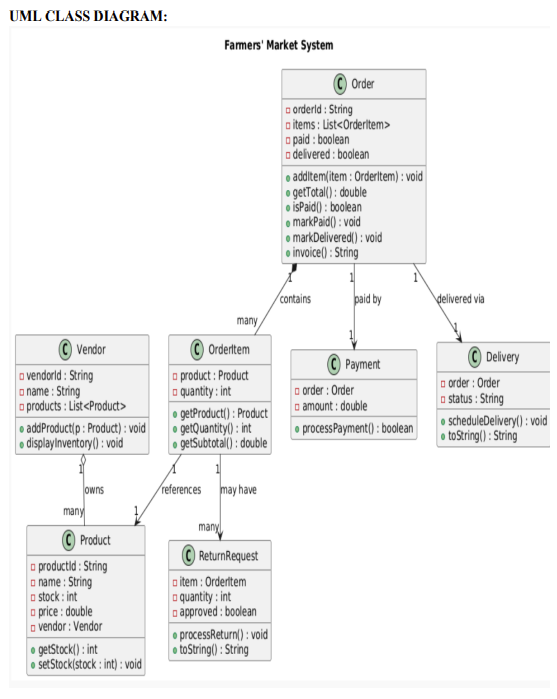 UML CLASS DIAGRAM:
Farmers' Market System
C Order
orderId : String
items : List<OrderItem>
paid : boolean
delivered : boolean
addItem(item : OrderItem) : void
getTotal() : double
isPaid() : boolean
markPaid() : void
markDelivered() : void
invoice() : String
1
contains
many
1
paid by
1
1
delivered via
1
C Vendor
vendorId : String
name : String
products : List<Product>
addProduct(p : Product) : void
displayInventory() : void
C OrderItem
product : Product
quantity : int
getProduct() : Product
getQuantity() : int
getSubtotal() : double
C Payment
order : Order
amount : double
processPayment() : boolean
C Delivery
order : Order
status : String
scheduleDelivery() : void
toString() : String
1
owns
many
1
references
1
1
may have
many
C Product
productId : String
name : String
stock : int
price : double
vendor : Vendor
getStock() : int
setStock(stock : int) : void
C ReturnRequest
item : OrderItem
quantity : int
approved : boolean
processReturn() : void
toString() : String